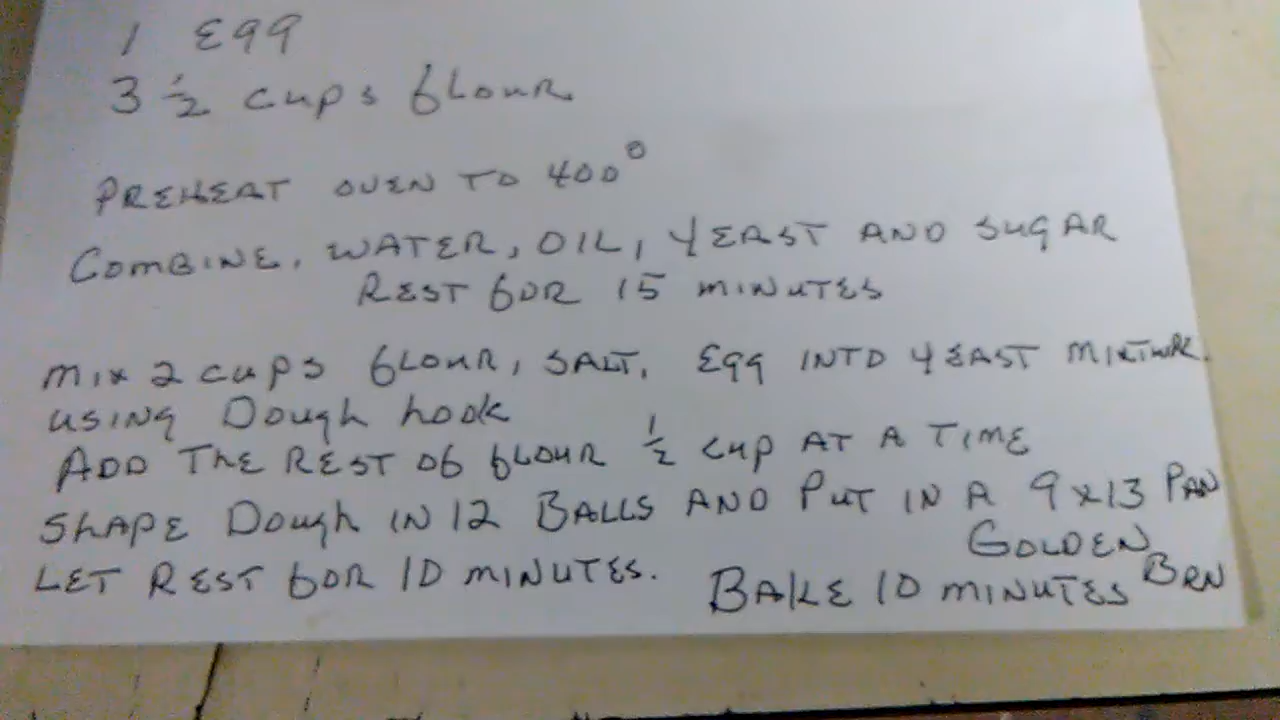 1 Egg
3 1/2 cups flour
PREHEAT OVEN TO 400°
COMBINE, WATER, OIL, YEAST AND SUGAR
REST FOR 15 MINUTES
MIX 2 cups flour, SALT, Egg INTO YEAST MIXTURE.
USING Dough hook
ADD THE REST OF flour 1/2 cup AT A TIME
SHAPE Dough IN 12 BALLS AND PUT IN A 9x13 PAN
LET REST FOR 10 MINUTES.
GOLDEN BRN
BAKE 10 MINUTES